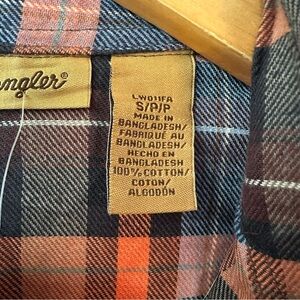 angler®
LW011FA
S/P/P
MADE IN
BANGLADESH/
FABRIQUÉ AU
BANGLADESH/
HECHO EN
BANGLADESH
100% COTTON/
COTON/
ALGODÓN